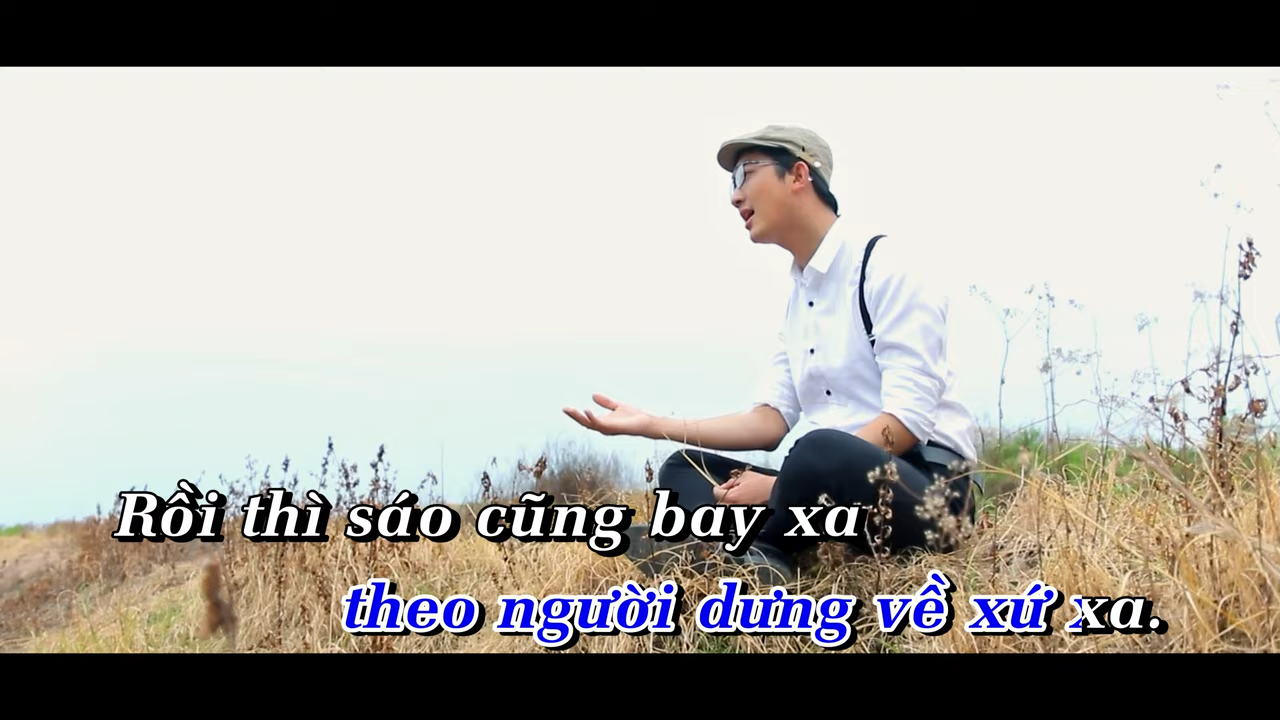 Rồi thì sáo cũng bay xa
theo người dưng về xứ xa.